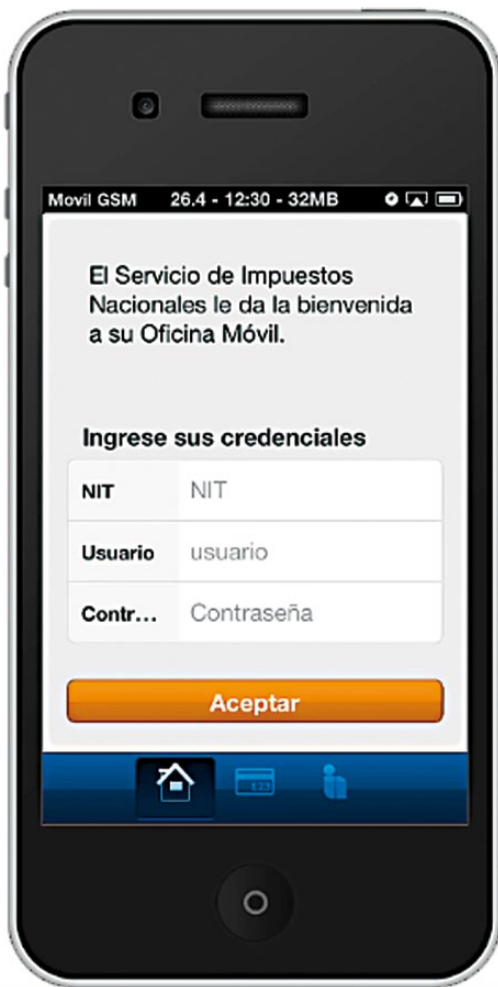 Movil GSM 26.4 - 12:30 - 32MB
El Servicio de Impuestos
Nacionales le da la bienvenida
a su Oficina Móvil.
Ingrese sus credenciales
NIT NIT
Usuario usuario
Contr... Contraseña
Aceptar
123